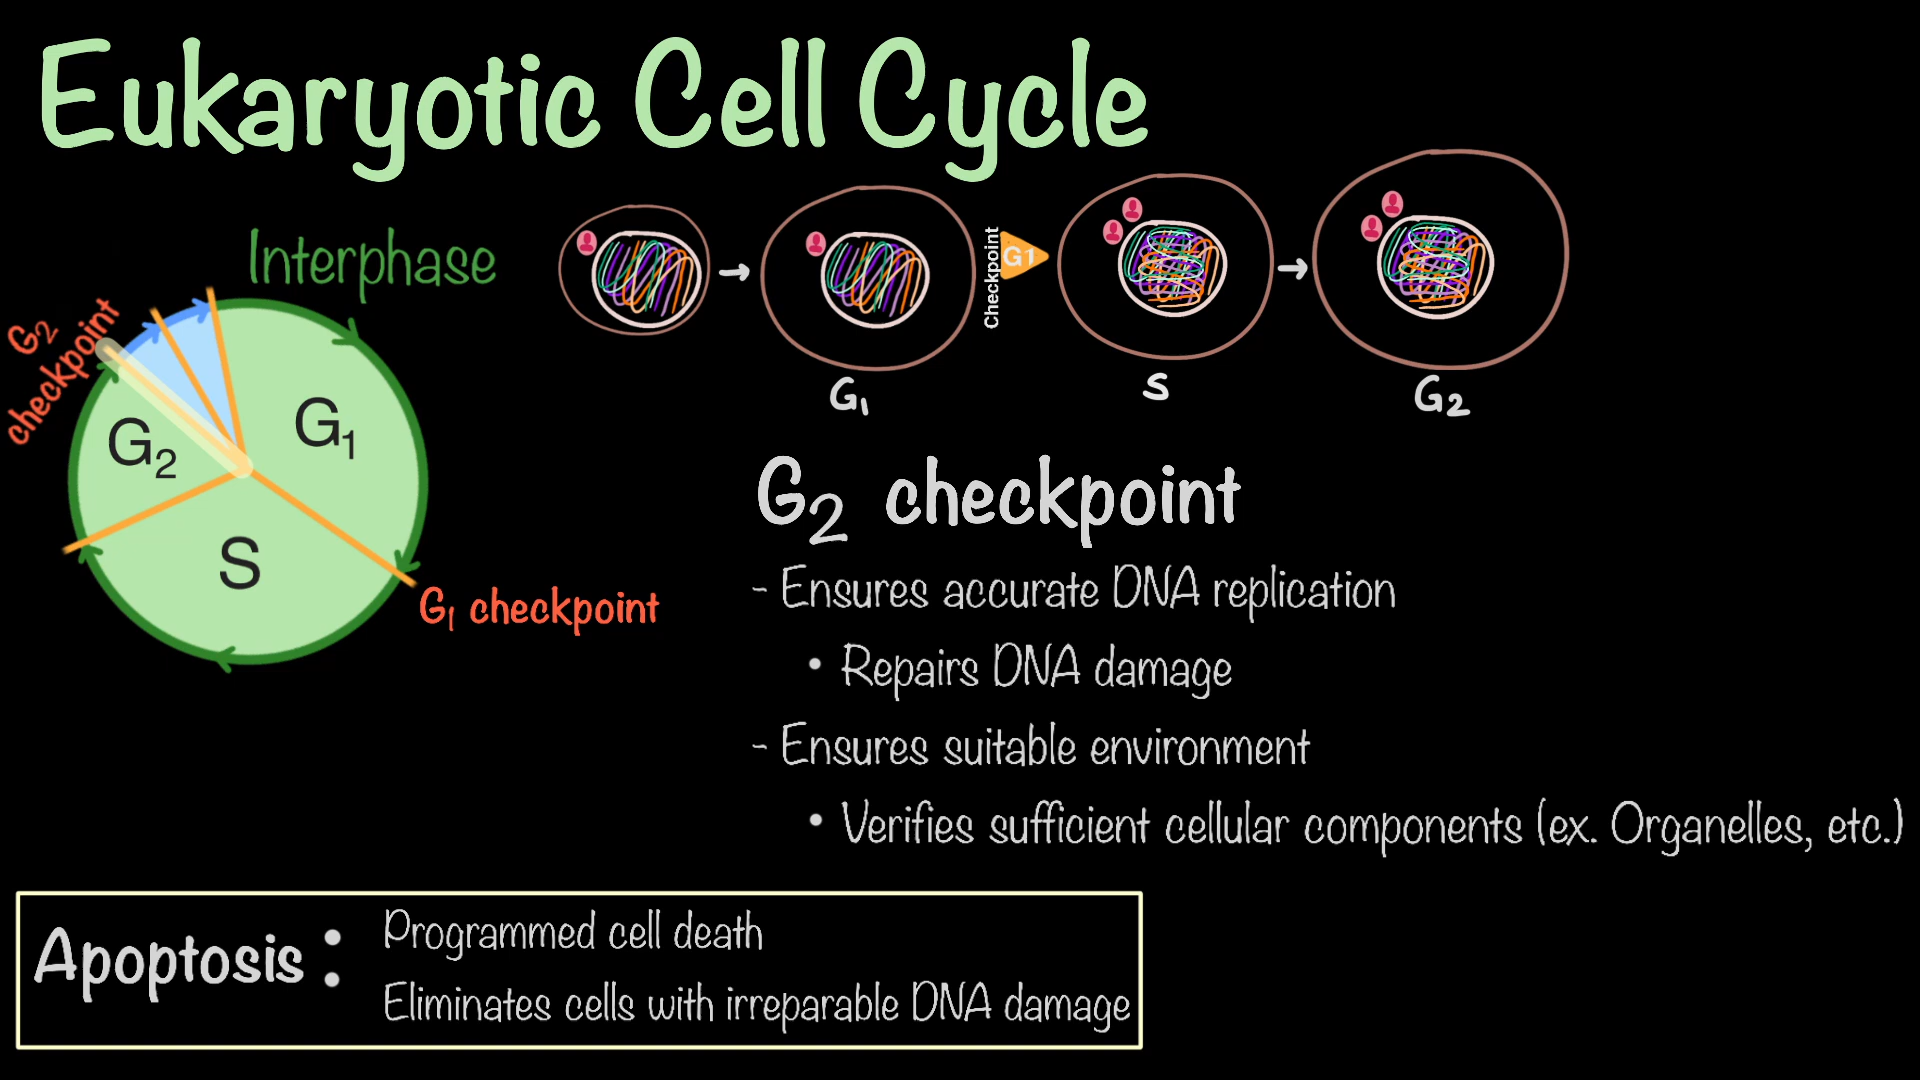 Eukaryotic Cell Cycle
Interphase
G2 checkpoint
G1
G2
S
G1 checkpoint
Checkpoint
G1
G1
S
G2
G2 checkpoint
- Ensures accurate DNA replication
• Repairs DNA damage
- Ensures suitable environment
• Verifies sufficient cellular components (ex. Organelles, etc.)
Apoptosis:
Programmed cell death
Eliminates cells with irreparable DNA damage